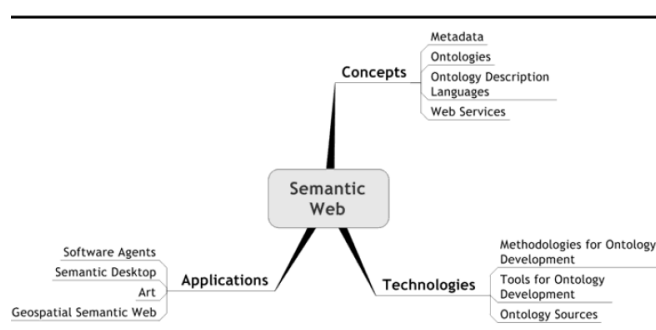 Metadata
Ontologies
Concepts
Ontology Description
Languages
Web Services
Semantic
Web
Software Agents
Semantic Desktop
Applications
Art
Geospatial Semantic Web
Technologies
Methodologies for Ontology
Development
Tools for Ontology
Development
Ontology Sources